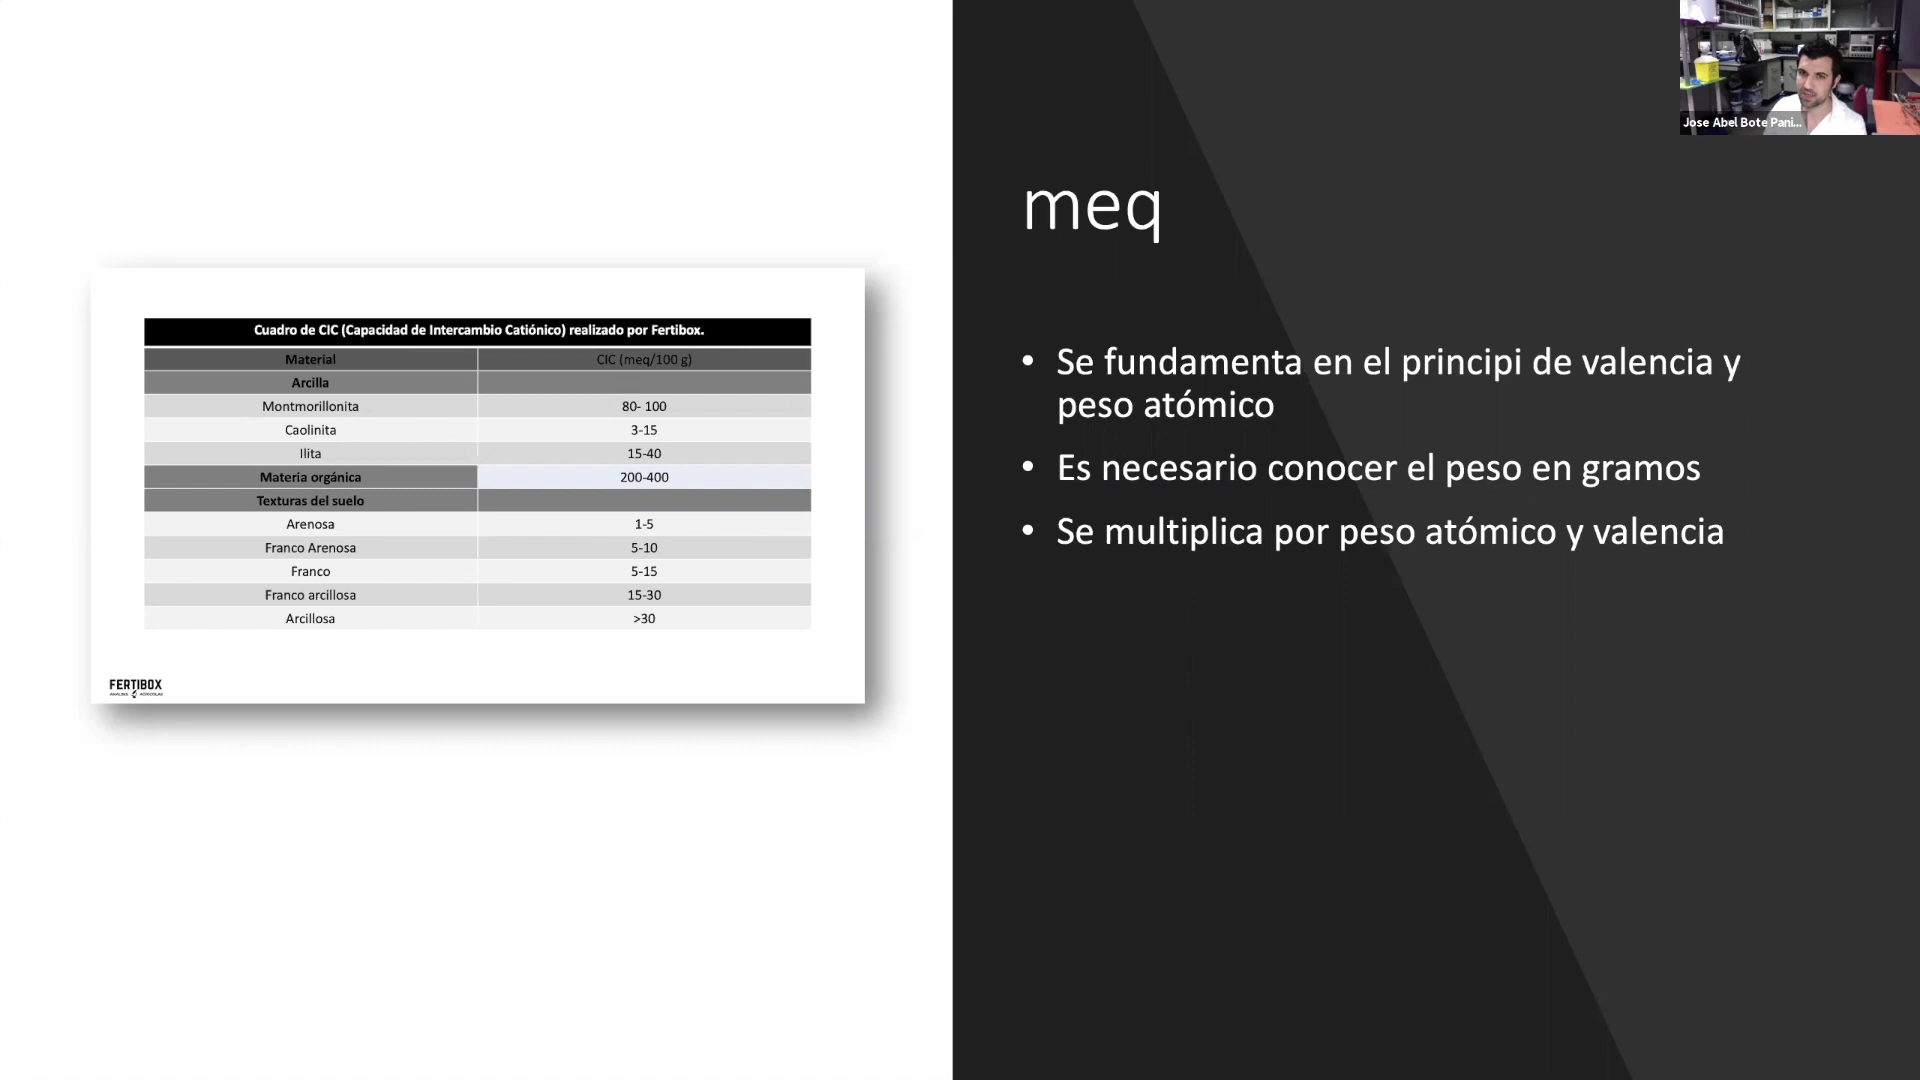 Cuadro de CIC (Capacidad de Intercambio Catiónico) realizado por Fertibox.
Material CIC (meq/100 g)
Arcilla
Montmorillonita 80- 100
Caolinita 3-15
Ilita 15-40
Materia orgánica 200-400
Texturas del suelo
Arenosa 1-5
Franco Arenosa 5-10
Franco 5-15
Franco arcillosa 15-30
Arcillosa >30
FERTIBOX
ANÁLISIS AGRÍCOLAS
meq
• Se fundamenta en el principi de valencia y
peso atómico
• Es necesario conocer el peso en gramos
• Se multiplica por peso atómico y valencia
Jose Abel Bote Pani...